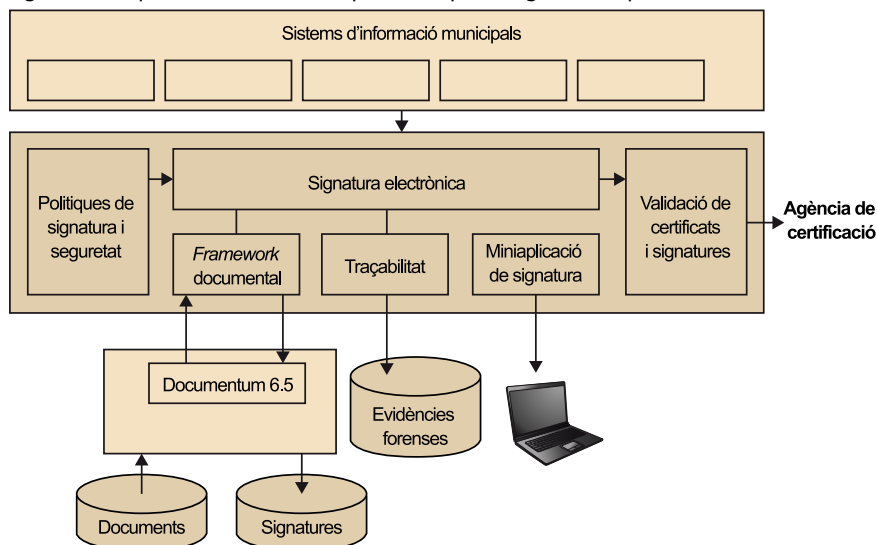 Sistems d'informació municipals
Polítiques de
signatura i
seguretat
Signatura electrònica
Validació de
certificats
i signatures
Agència de
certificació
Framework
documental
Traçabilitat
Miniaplicació
de signatura
Documentum 6.5
Evidències
forenses
Documents
Signatures